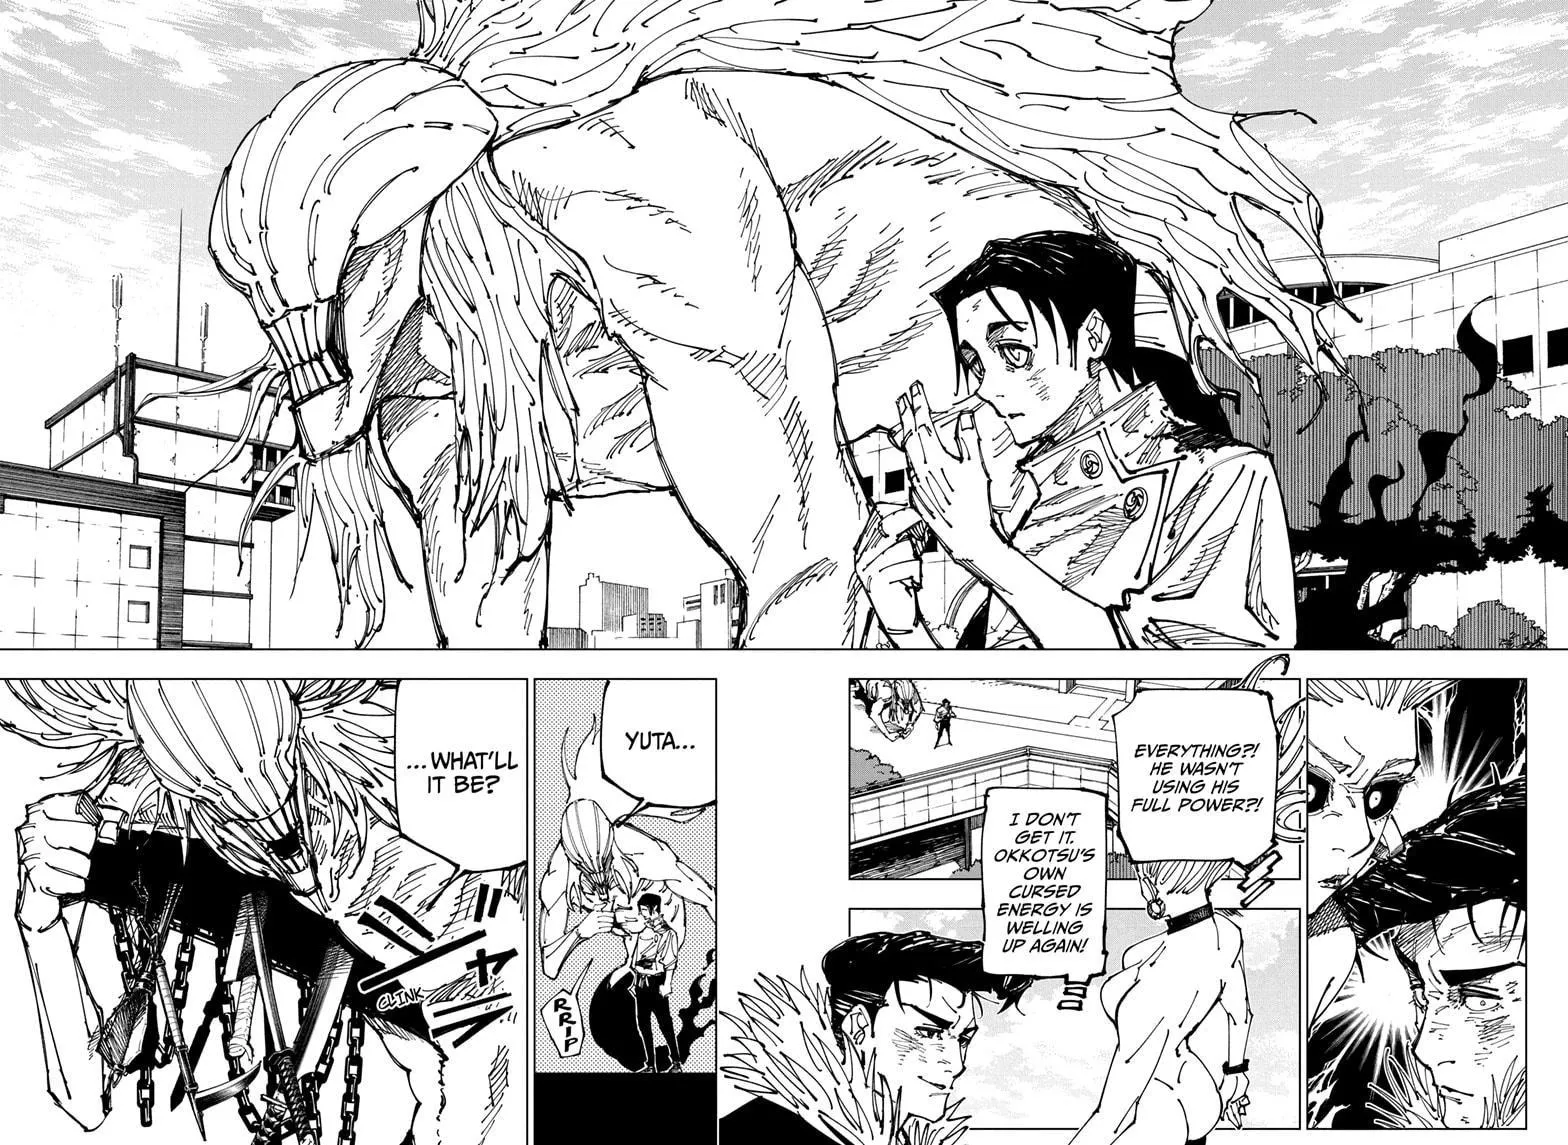 EVERYTHING?!
HE WASN'T
USING HIS
FULL POWER?!
I DON'T
GET IT.
OKKOTSU'S
OWN
CURSED
ENERGY IS
WELLING
UP AGAIN!
YUTA...
RRIP
...WHAT'LL
IT BE?
CLINK